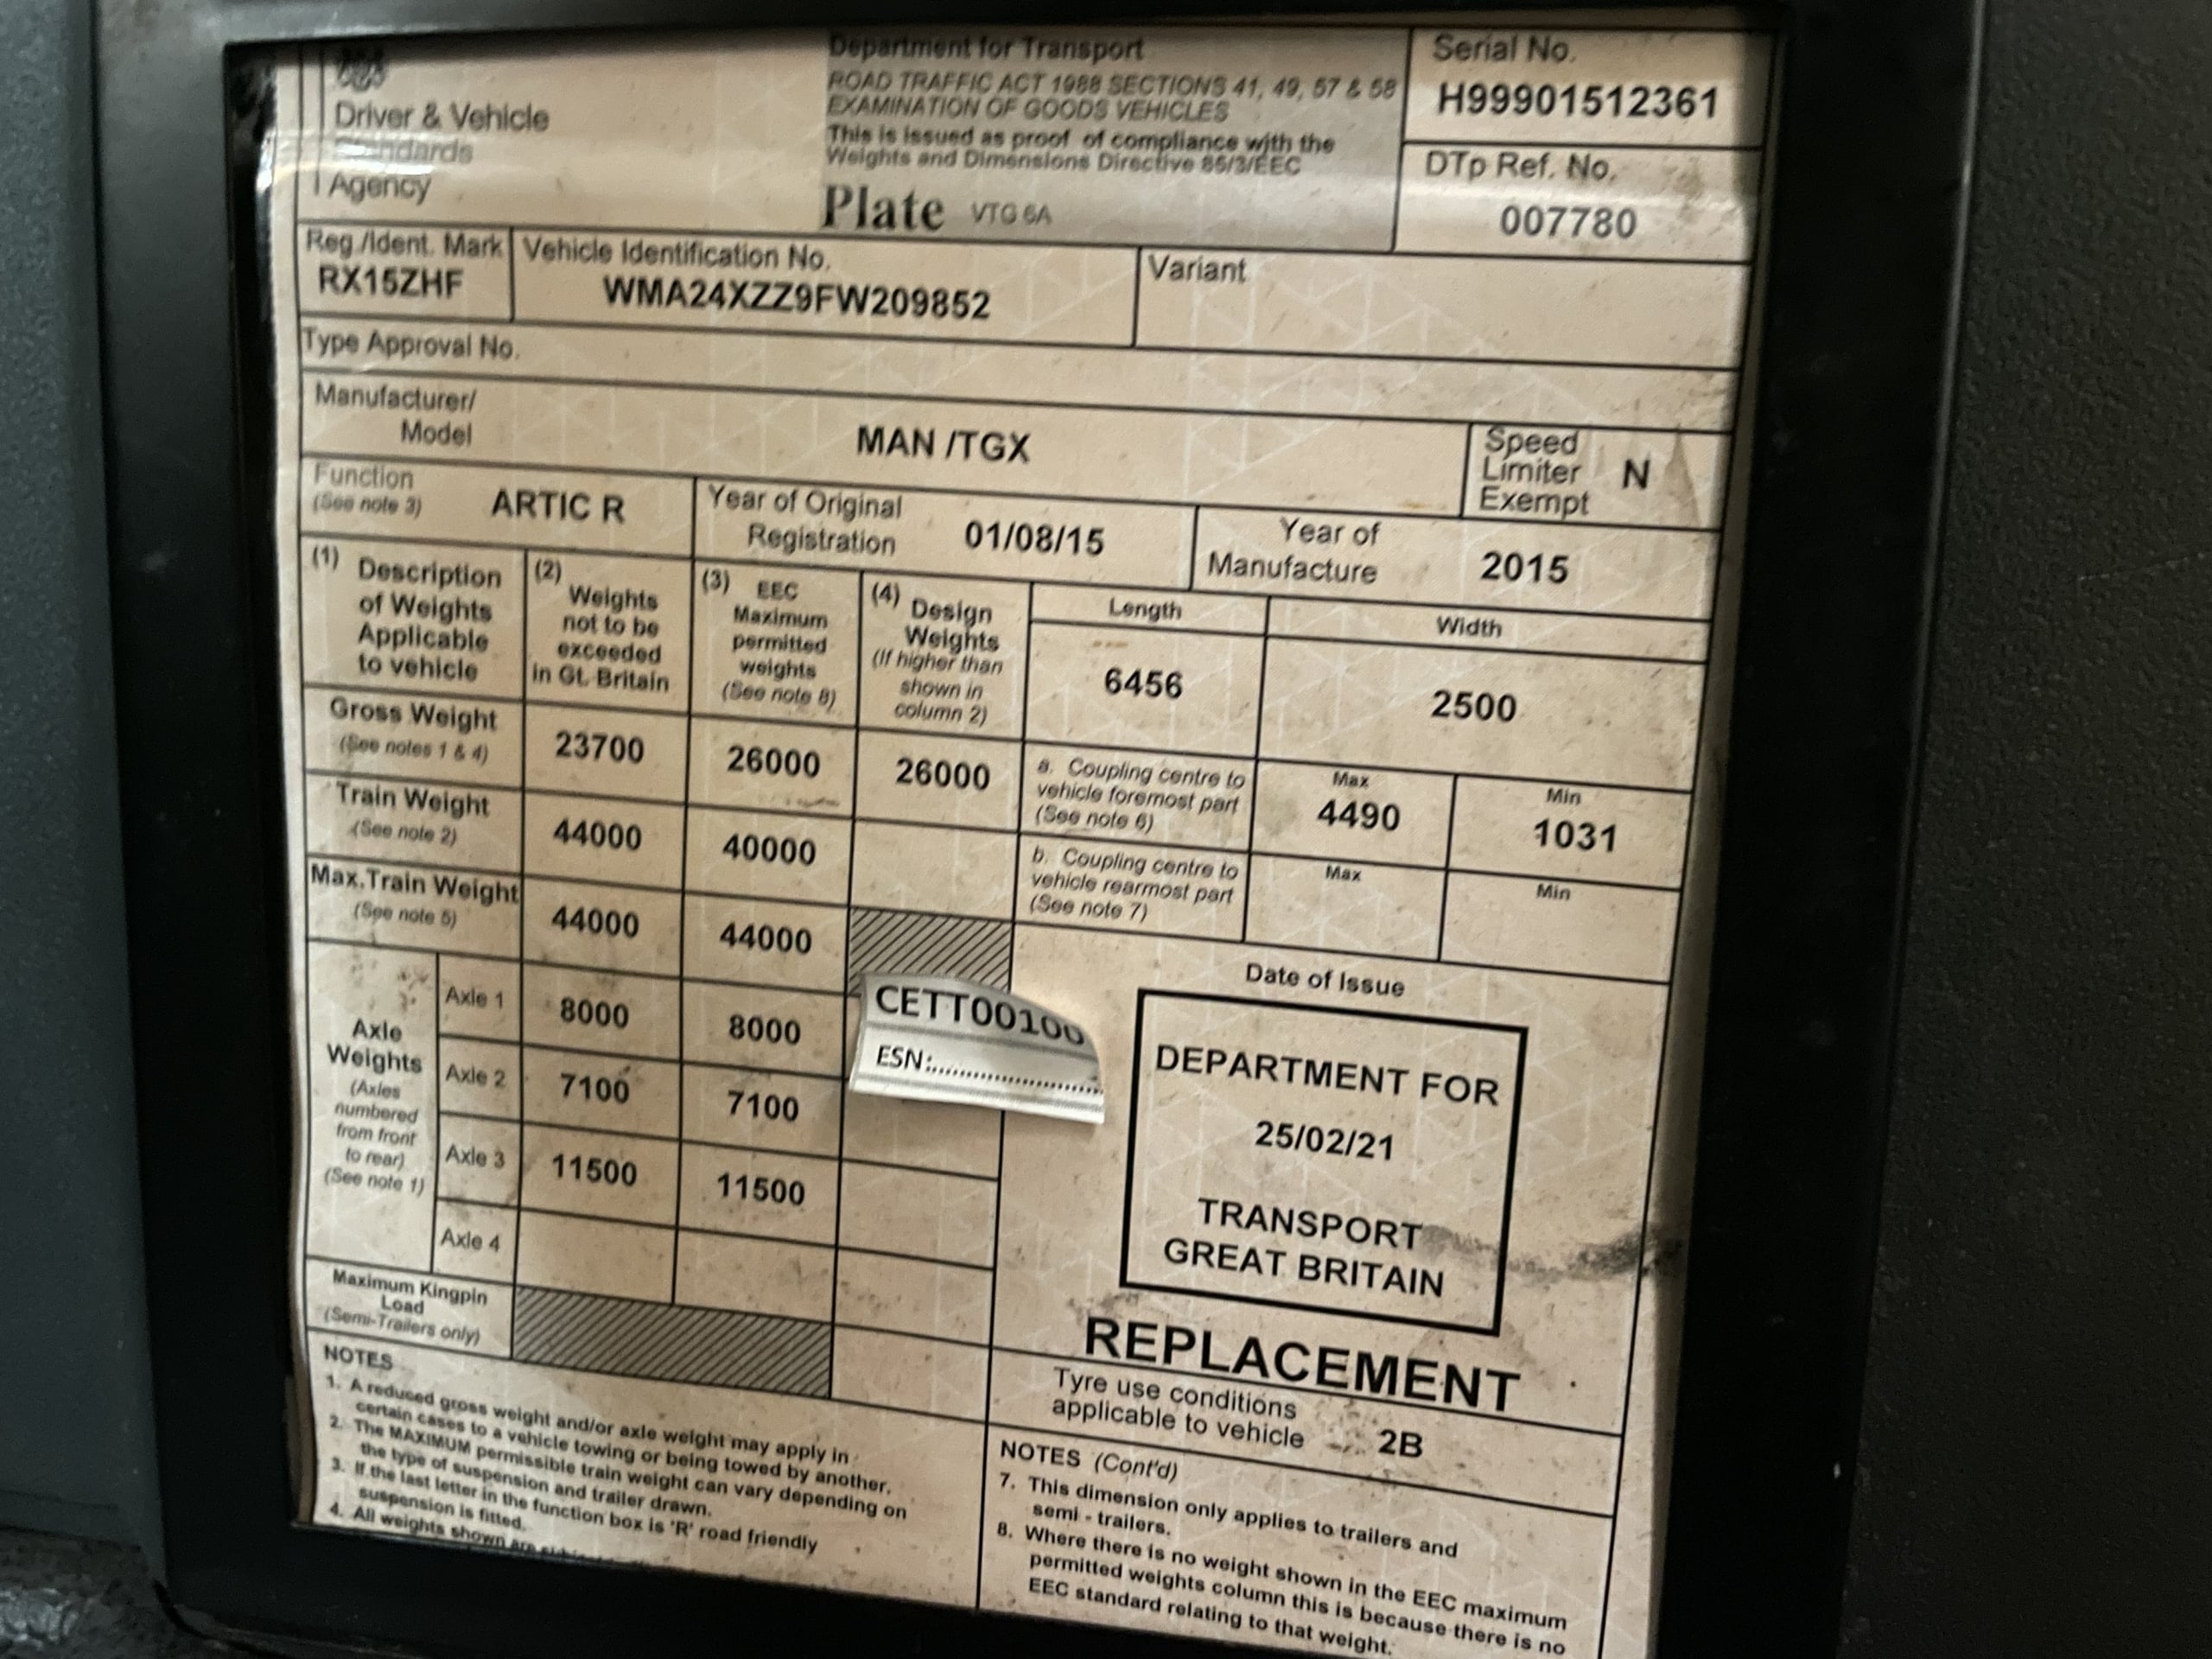 Driver & Vehicle
Standards
Agency
Department for Transport
ROAD TRAFFIC ACT 1988 SECTIONS 41, 49, 57 & 58
EXAMINATION OF GOODS VEHICLES
This is issued as proof of compliance with the
Weights and Dimensions Directive 85/3/EEC
Plate VTG 6A
Serial No.
H99901512361
DTp Ref. No.
007780
Reg./Ident. Mark
RX15ZHF
Vehicle Identification No.
WMA24XZZ9FW209852
Variant
Type Approval No.
Manufacturer/
Model
MAN /TGX
Speed
Limiter
Exempt
N
Function
(See note 3)
ARTIC R
Year of Original
Registration
01/08/15
Year of
Manufacture
2015
(1) Description
of Weights
Applicable
to vehicle
(2) Weights
not to be
exceeded
in Gt. Britain
(3) EEC
Maximum
permitted
weights
(See note 8)
(4) Design
Weights
(If higher than
shown in
column 2)
Length
6456
Width
2500
Gross Weight
(See notes 1 & 4)
23700
26000
26000
a. Coupling centre to
vehicle foremost part
(See note 6)
Max
4490
Min
1031
Train Weight
(See note 2)
44000
40000
b. Coupling centre to
vehicle rearmost part
(See note 7)
Max
Min
Max.Train Weight
(See note 5)
44000
44000
Axle
Weights
(Axles
numbered
from front
to rear)
(See note 1)
Axle 1
8000
8000
Axle 2
7100
7100
Axle 3
11500
11500
Axle 4
CETT00100
ESN:..............................
Date of Issue
DEPARTMENT FOR
25/02/21
TRANSPORT
GREAT BRITAIN
REPLACEMENT
Maximum Kingpin
Load
(Semi-Trailers only)
Tyre use conditions
applicable to vehicle
2B
NOTES
1. A reduced gross weight and/or axle weight may apply in
certain cases to a vehicle towing or being towed by another.
2. The MAXIMUM permissible train weight can vary depending on
the type of suspension and trailer drawn.
3. If the last letter in the function box is 'R' road friendly
suspension is fitted.
4. All weights shown are
NOTES (Cont'd)
7. This dimension only applies to trailers and
semi - trailers.
8. Where there is no weight shown in the EEC maximum
permitted weights column this is because there is no
EEC standard relating to that weight.